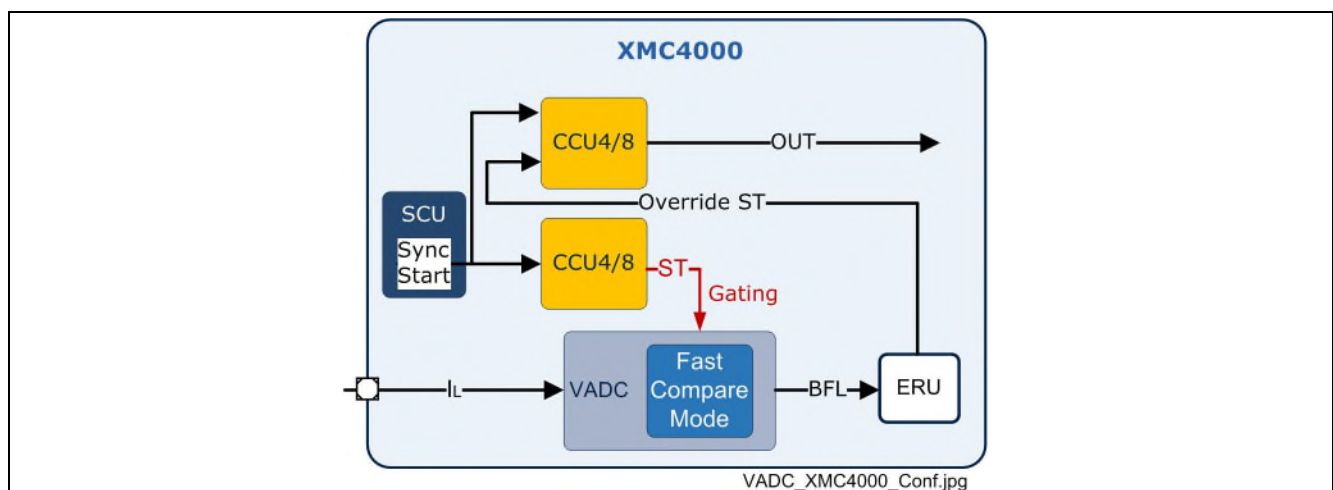 XMC4000
CCU4/8
OUT
Override ST
SCU
Sync
Start
CCU4/8
ST
Gating
IL
VADC
Fast
Compare
Mode
BFL
ERU
VADC_XMC4000_Conf.jpg